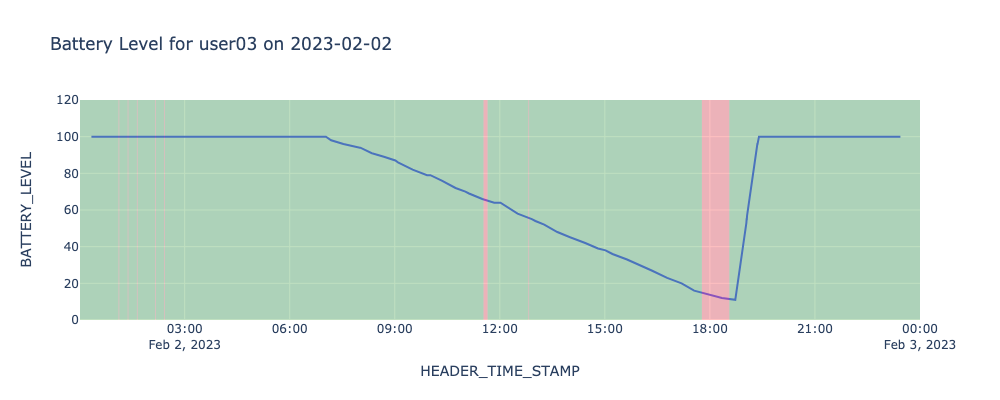 Battery Level for user03 on 2023-02-02
120
100
80
60
40
20
0
BATTERY_LEVEL
03:00 06:00 09:00 12:00 15:00 18:00 21:00 00:00
Feb 2, 2023 Feb 3, 2023
HEADER_TIME_STAMP